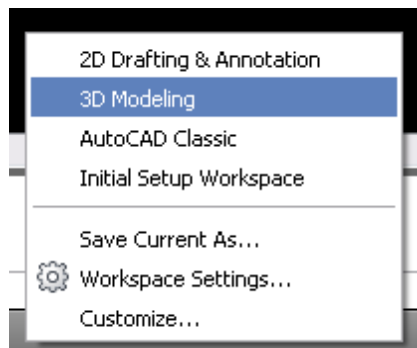 2D Drafting & Annotation
3D Modeling
AutoCAD Classic
Initial Setup Workspace
Save Current As...
Workspace Settings...
Customize...